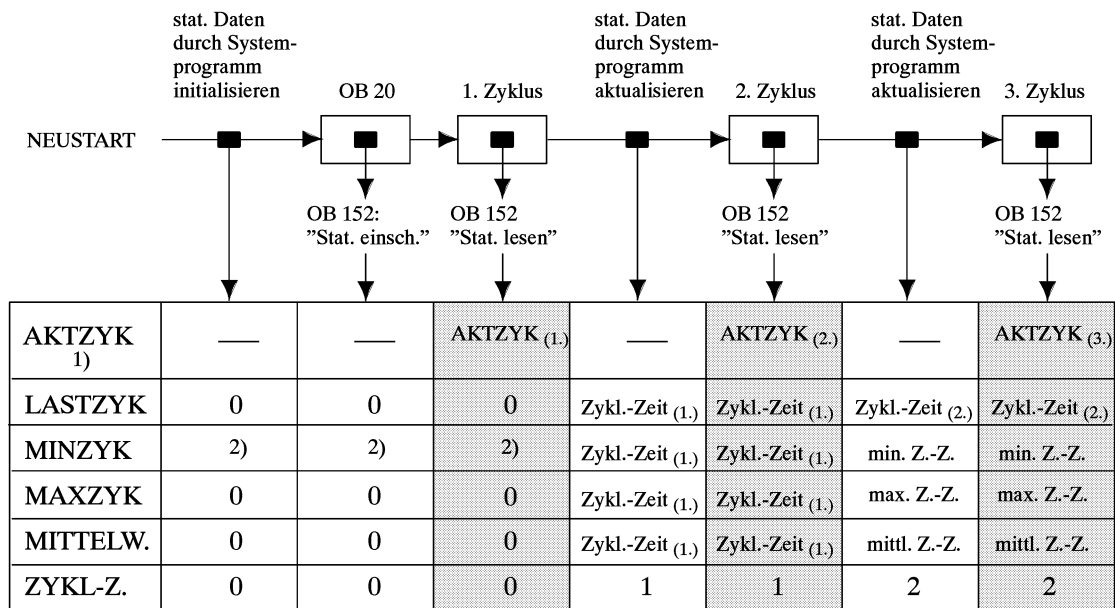 stat. Daten
durch System-
programm
initialisieren
OB 20
1. Zyklus
stat. Daten
durch System-
programm
aktualisieren
2. Zyklus
stat. Daten
durch System-
programm
aktualisieren
3. Zyklus
NEUSTART
OB 152:
”Stat. einsch.”
OB 152
”Stat. lesen”
OB 152
”Stat. lesen”
OB 152
”Stat. lesen”
AKTZYK 1) — — AKTZYK (1.) — AKTZYK (2.) — AKTZYK (3.)
LASTZYK 0 0 0 Zykl.-Zeit (1.) Zykl.-Zeit (1.) Zykl.-Zeit (2.) Zykl.-Zeit (2.)
MINZYK 2) 2) 2) Zykl.-Zeit (1.) Zykl.-Zeit (1.) min. Z.-Z. min. Z.-Z.
MAXZYK 0 0 0 Zykl.-Zeit (1.) Zykl.-Zeit (1.) max. Z.-Z. max. Z.-Z.
MITTELW. 0 0 0 Zykl.-Zeit (1.) Zykl.-Zeit (1.) mittl. Z.-Z. mittl. Z.-Z.
ZYKL-Z. 0 0 0 1 1 2 2